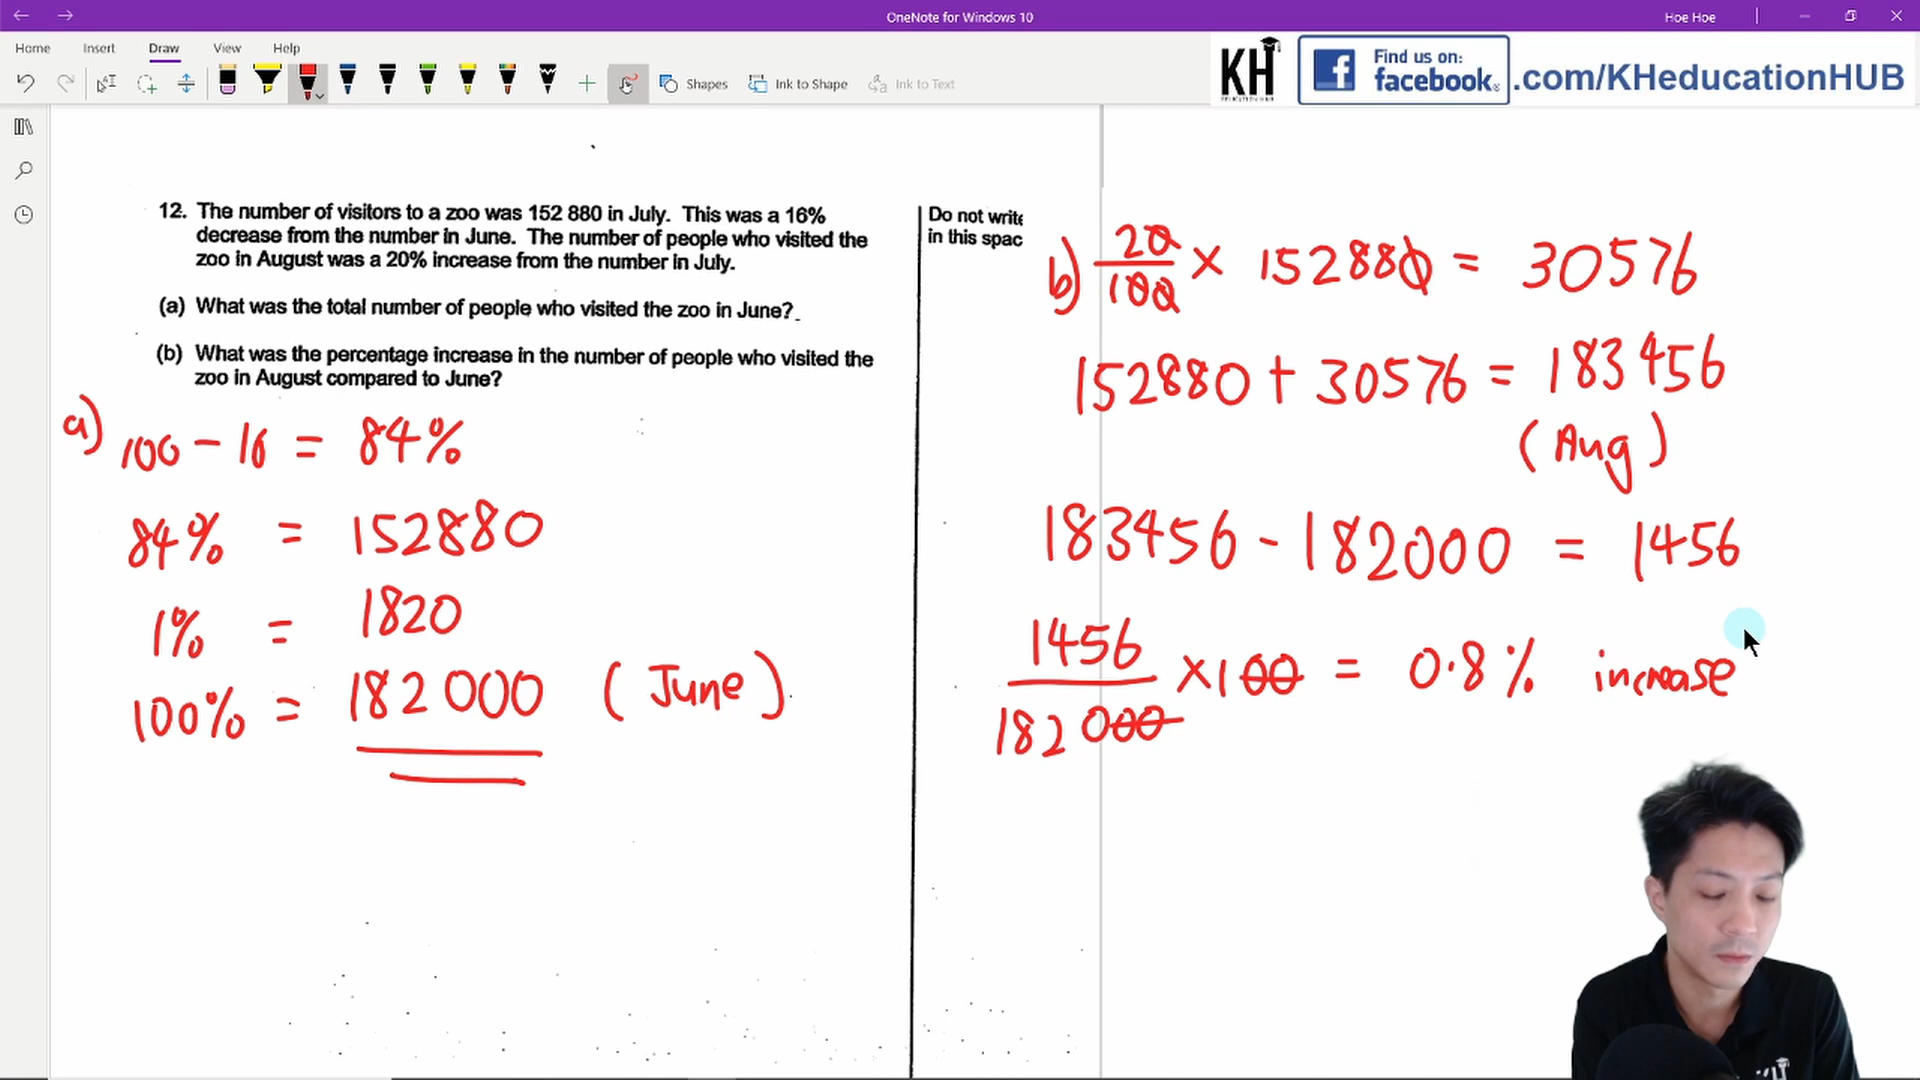 OneNote for Windows 10
Hoe Hoe
Home Insert Draw View Help
Shapes Ink to Shape Ink to Text
KH
Find us on:
facebook.
.com/KHeducationHUB
12. The number of visitors to a zoo was 152 880 in July. This was a 16%
decrease from the number in June. The number of people who visited the
zoo in August was a 20% increase from the number in July.
(a) What was the total number of people who visited the zoo in June?
(b) What was the percentage increase in the number of people who visited the
zoo in August compared to June?
Do not write
in this spac
a) 100 - 16 = 84%
84% = 152880
1% = 1820
100% = 182 000 (June)
b) 20/100 × 152880 = 30576
152880 + 30576 = 183456
(Aug)
183456 - 182000 = 1456
1456/182000 × 100 = 0.8% increase